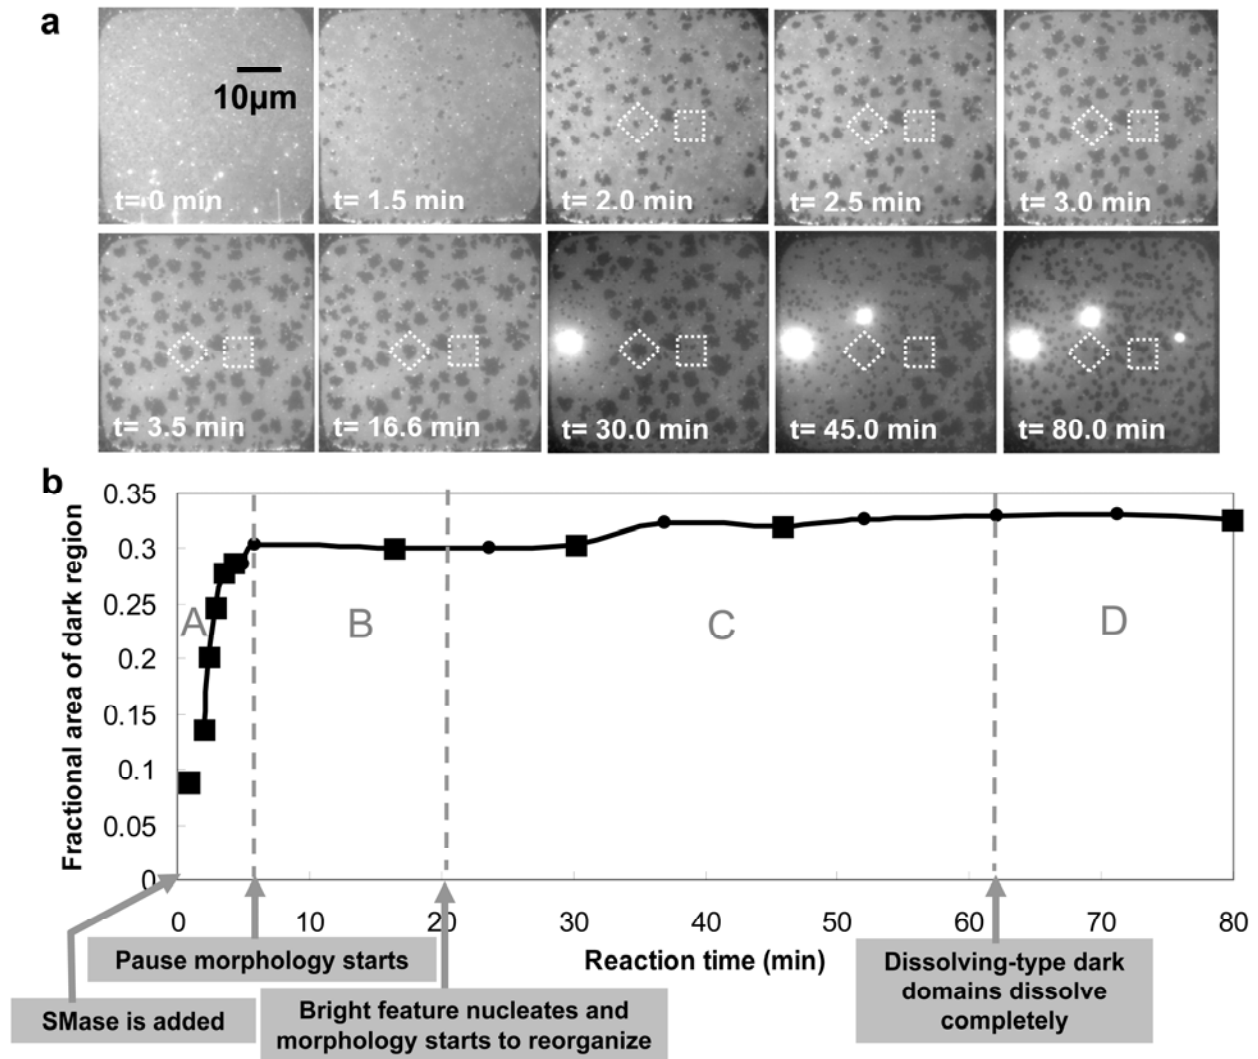 a
10μm
t= 0 min
t= 1.5 min
t= 2.0 min
t= 2.5 min
t= 3.0 min
t= 3.5 min
t= 16.6 min
t= 30.0 min
t= 45.0 min
t= 80.0 min
b
Fractional area of dark region
0.35
0.3
0.25
0.2
0.15
0.1
0.05
0
A
B
C
D
0
10
20
30
40
50
60
70
80
Reaction time (min)
SMase is added
Pause morphology starts
Bright feature nucleates and
morphology starts to reorganize
Dissolving-type dark
domains dissolve
completely